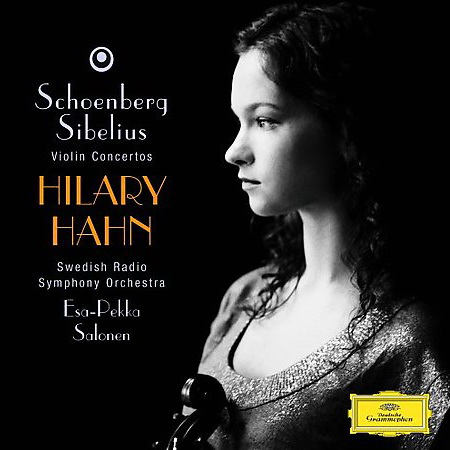 Schoenberg
Sibelius
Violin Concertos
HILARY
HAHN
Swedish Radio
Symphony Orchestra
Esa-Pekka
Salonen
Deutsche
Grammophon